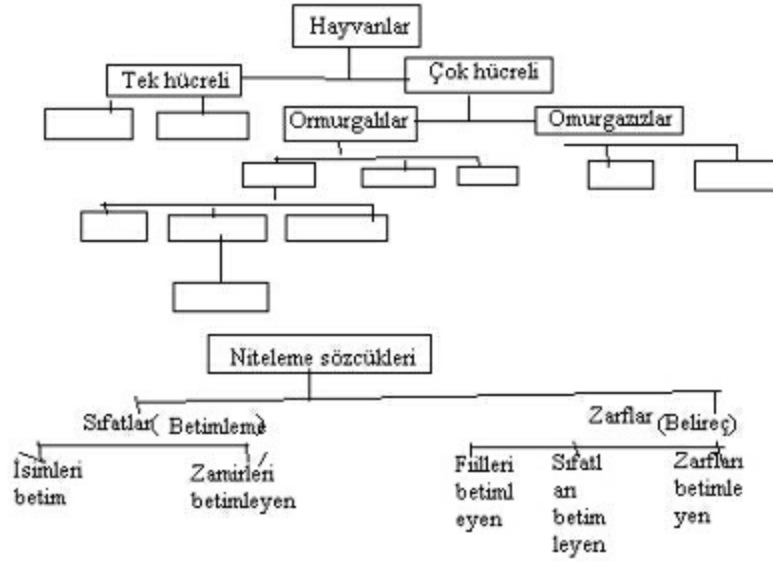 Hayvanlar
Tek hücreli
Çok hücreli
Ormurgalılar
Omurgazızlar
Niteleme sözcükleri
Sıfatlar( Betimleme)
Zarflar (Belireç)
İsimleri
betim
Zamirleri
betimleyen
Fiilleri
betiml
eyen
Sıfatl
arı
betim
leyen
Zarfları
betimle
yen